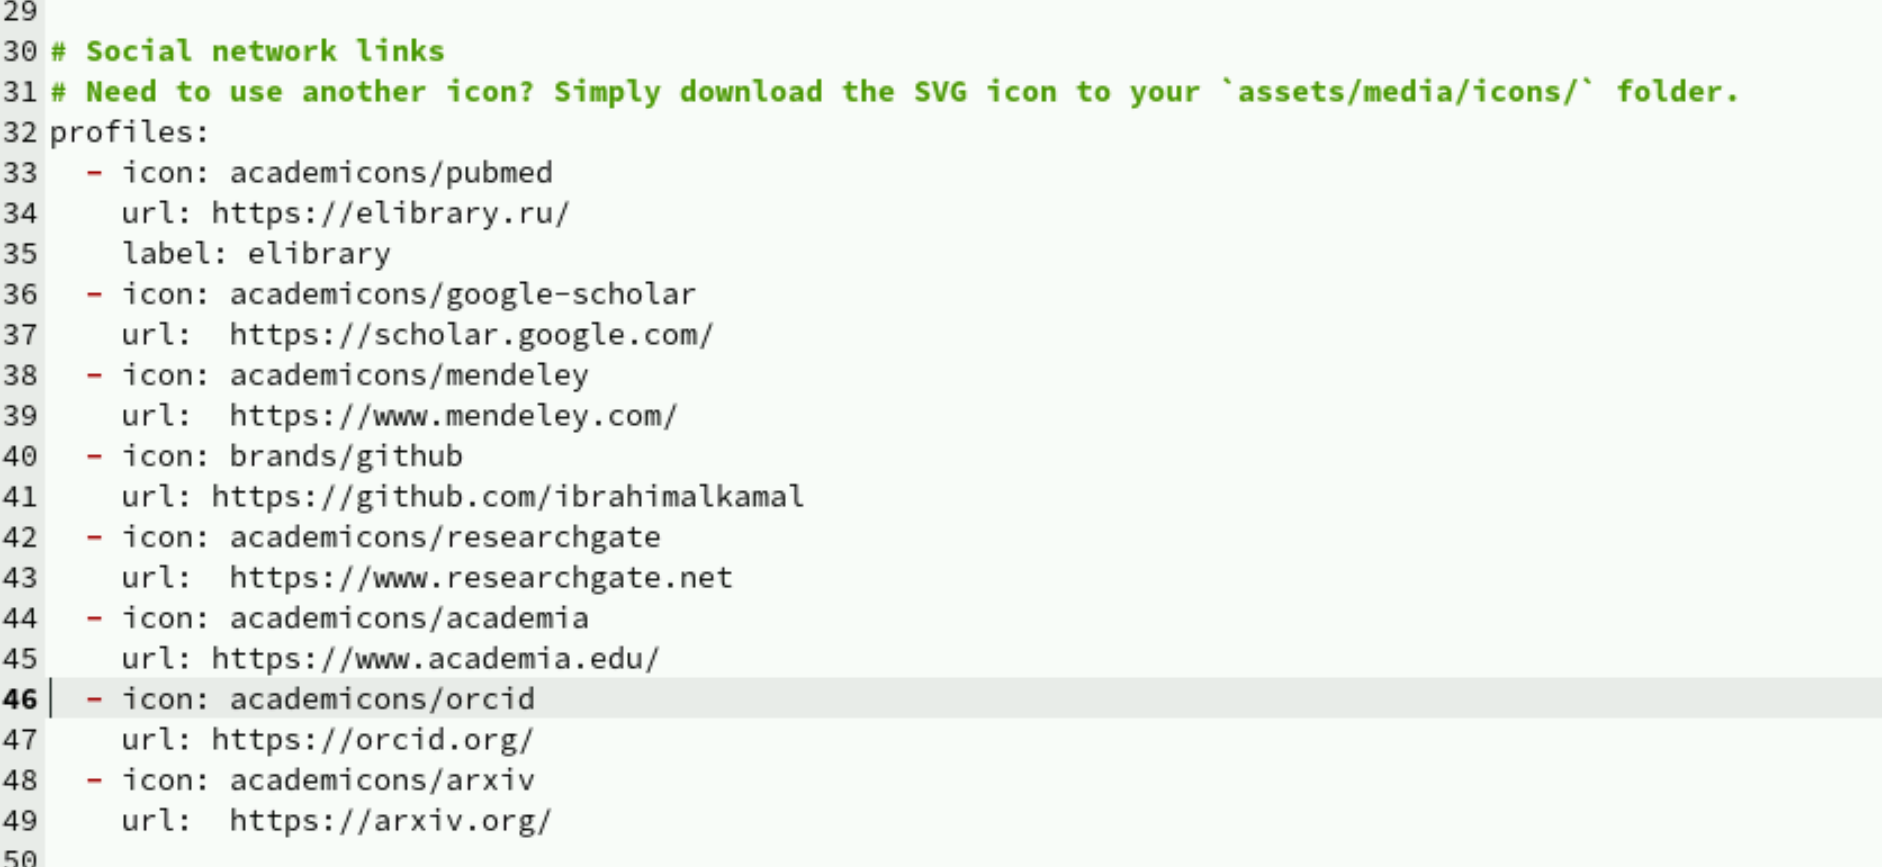 29
30 # Social network links
31 # Need to use another icon? Simply download the SVG icon to your `assets/media/icons/` folder.
32 profiles:
33   - icon: academicons/pubmed
34     url: https://elibrary.ru/
35     label: elibrary
36   - icon: academicons/google-scholar
37     url:  https://scholar.google.com/
38   - icon: academicons/mendeley
39     url:  https://www.mendeley.com/
40   - icon: brands/github
41     url: https://github.com/ibrahimalkamal
42   - icon: academicons/researchgate
43     url:  https://www.researchgate.net
44   - icon: academicons/academia
45     url: https://www.academia.edu/
46   - icon: academicons/orcid
47     url: https://orcid.org/
48   - icon: academicons/arxiv
49     url:  https://arxiv.org/
50